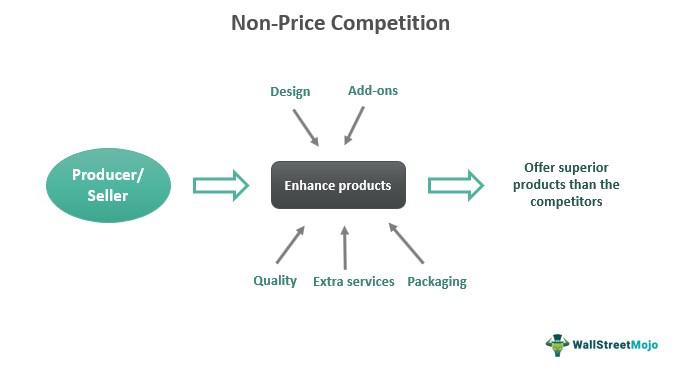 Non-Price Competition
Design
Add-ons
Producer/
Seller
Enhance products
Offer superior
products than the
competitors
Quality
Extra services
Packaging
WallStreetMojo